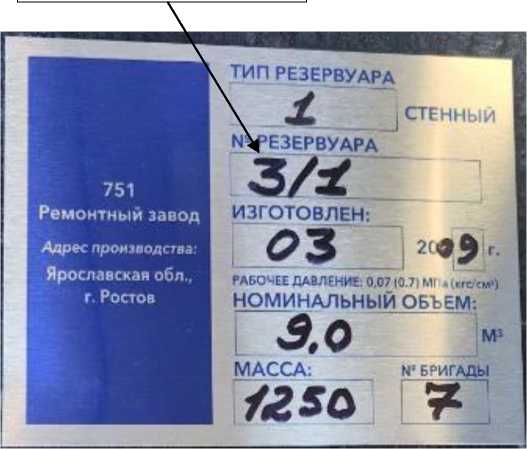 751
Ремонтный завод
Адрес производства:
Ярославская обл.,
г. Ростов
ТИП РЕЗЕРВУАРА
1 СТЕННЫЙ
№ РЕЗЕРВУАРА
3/1
ИЗГОТОВЛЕН:
03 2009 г.
РАБОЧЕЕ ДАВЛЕНИЕ: 0,07 (0.7) МПа (кгс/см²)
НОМИНАЛЬНЫЙ ОБЪЕМ:
9,0 М³
МАССА: № БРИГАДЫ
1250 7